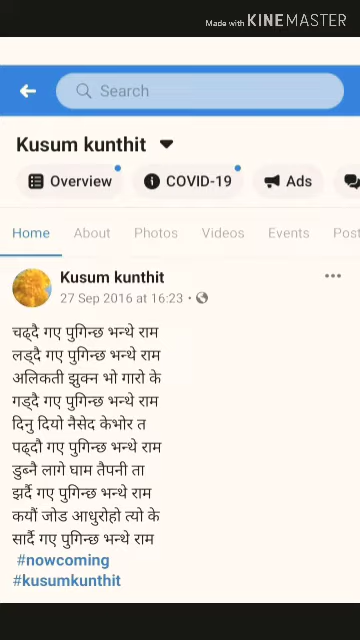 Made with KINEMASTER
Search
Kusum kunthit
Overview COVID-19 Ads
Home About Photos Videos Events Post
Kusum kunthit
27 Sep 2016 at 16:23 •
चढ्दै गए पुगिन्छ भन्थे राम
लड्दै गए पुगिन्छ भन्थे राम
अलिकती झुक्न भो गारो के
गड्दै गए पुगिन्छ भन्थे राम
दिनु दियो नैसेद केभोर त
पढ्दौ गए पुगिन्छ भन्थे राम
डुब्नै लागे घाम तैपनी ता
झर्दै गए पुगिन्छ भन्थे राम
कयौं जोड आधुरोहो त्यो के
सार्दै गए पुगिन्छ भन्थे राम
#nowcoming
#kusumkunthit